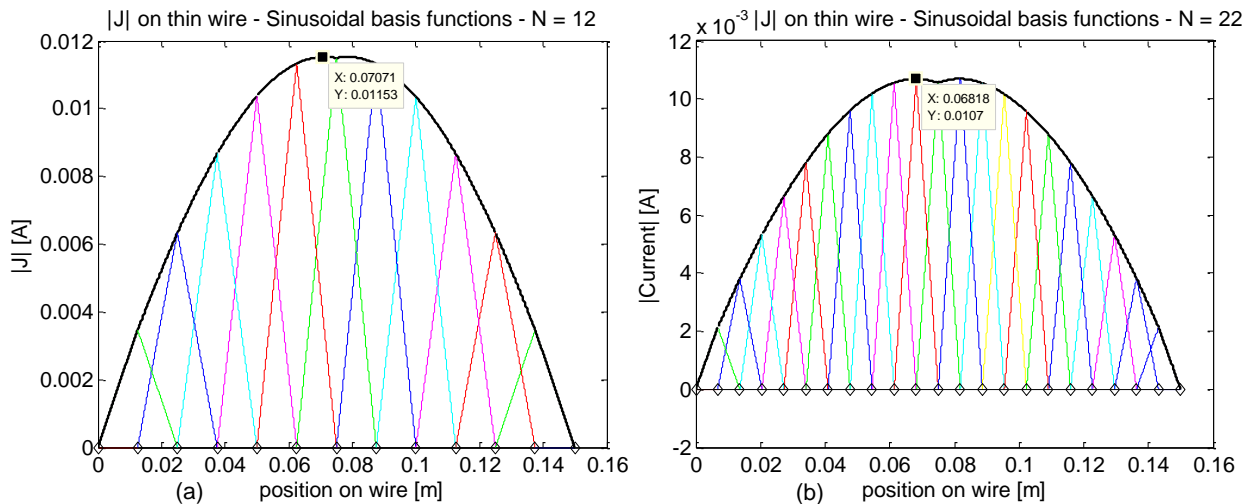 |J| on thin wire - Sinusoidal basis functions - N = 12
0.012
0.01
0.008
0.006
0.004
0.002
0
|J| [A]
X: 0.07071
Y: 0.01153
0 0.02 0.04 0.06 0.08 0.1 0.12 0.14 0.16
(a) position on wire [m]
x 10-3 |J| on thin wire - Sinusoidal basis functions - N = 22
12
10
8
6
4
2
0
-2
|Current| [A]
X: 0.06818
Y: 0.0107
0 0.02 0.04 0.06 0.08 0.1 0.12 0.14 0.16
(b) position on wire [m]